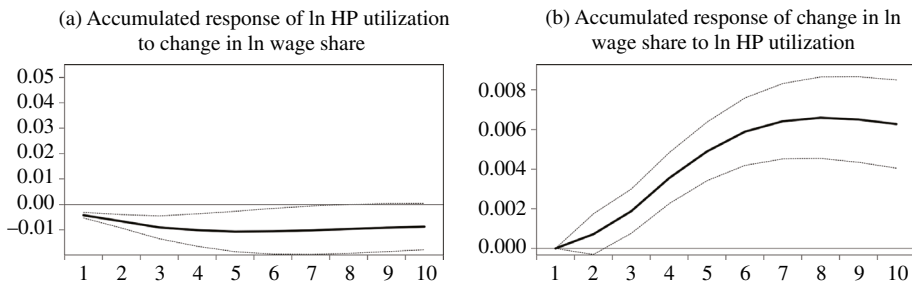 (a) Accumulated response of ln HP utilization
to change in ln wage share
0.05
0.04
0.03
0.02
0.01
0.00
−0.01
1 2 3 4 5 6 7 8 9 10
(b) Accumulated response of change in ln
wage share to ln HP utilization
0.008
0.006
0.004
0.002
0.000
1 2 3 4 5 6 7 8 9 10